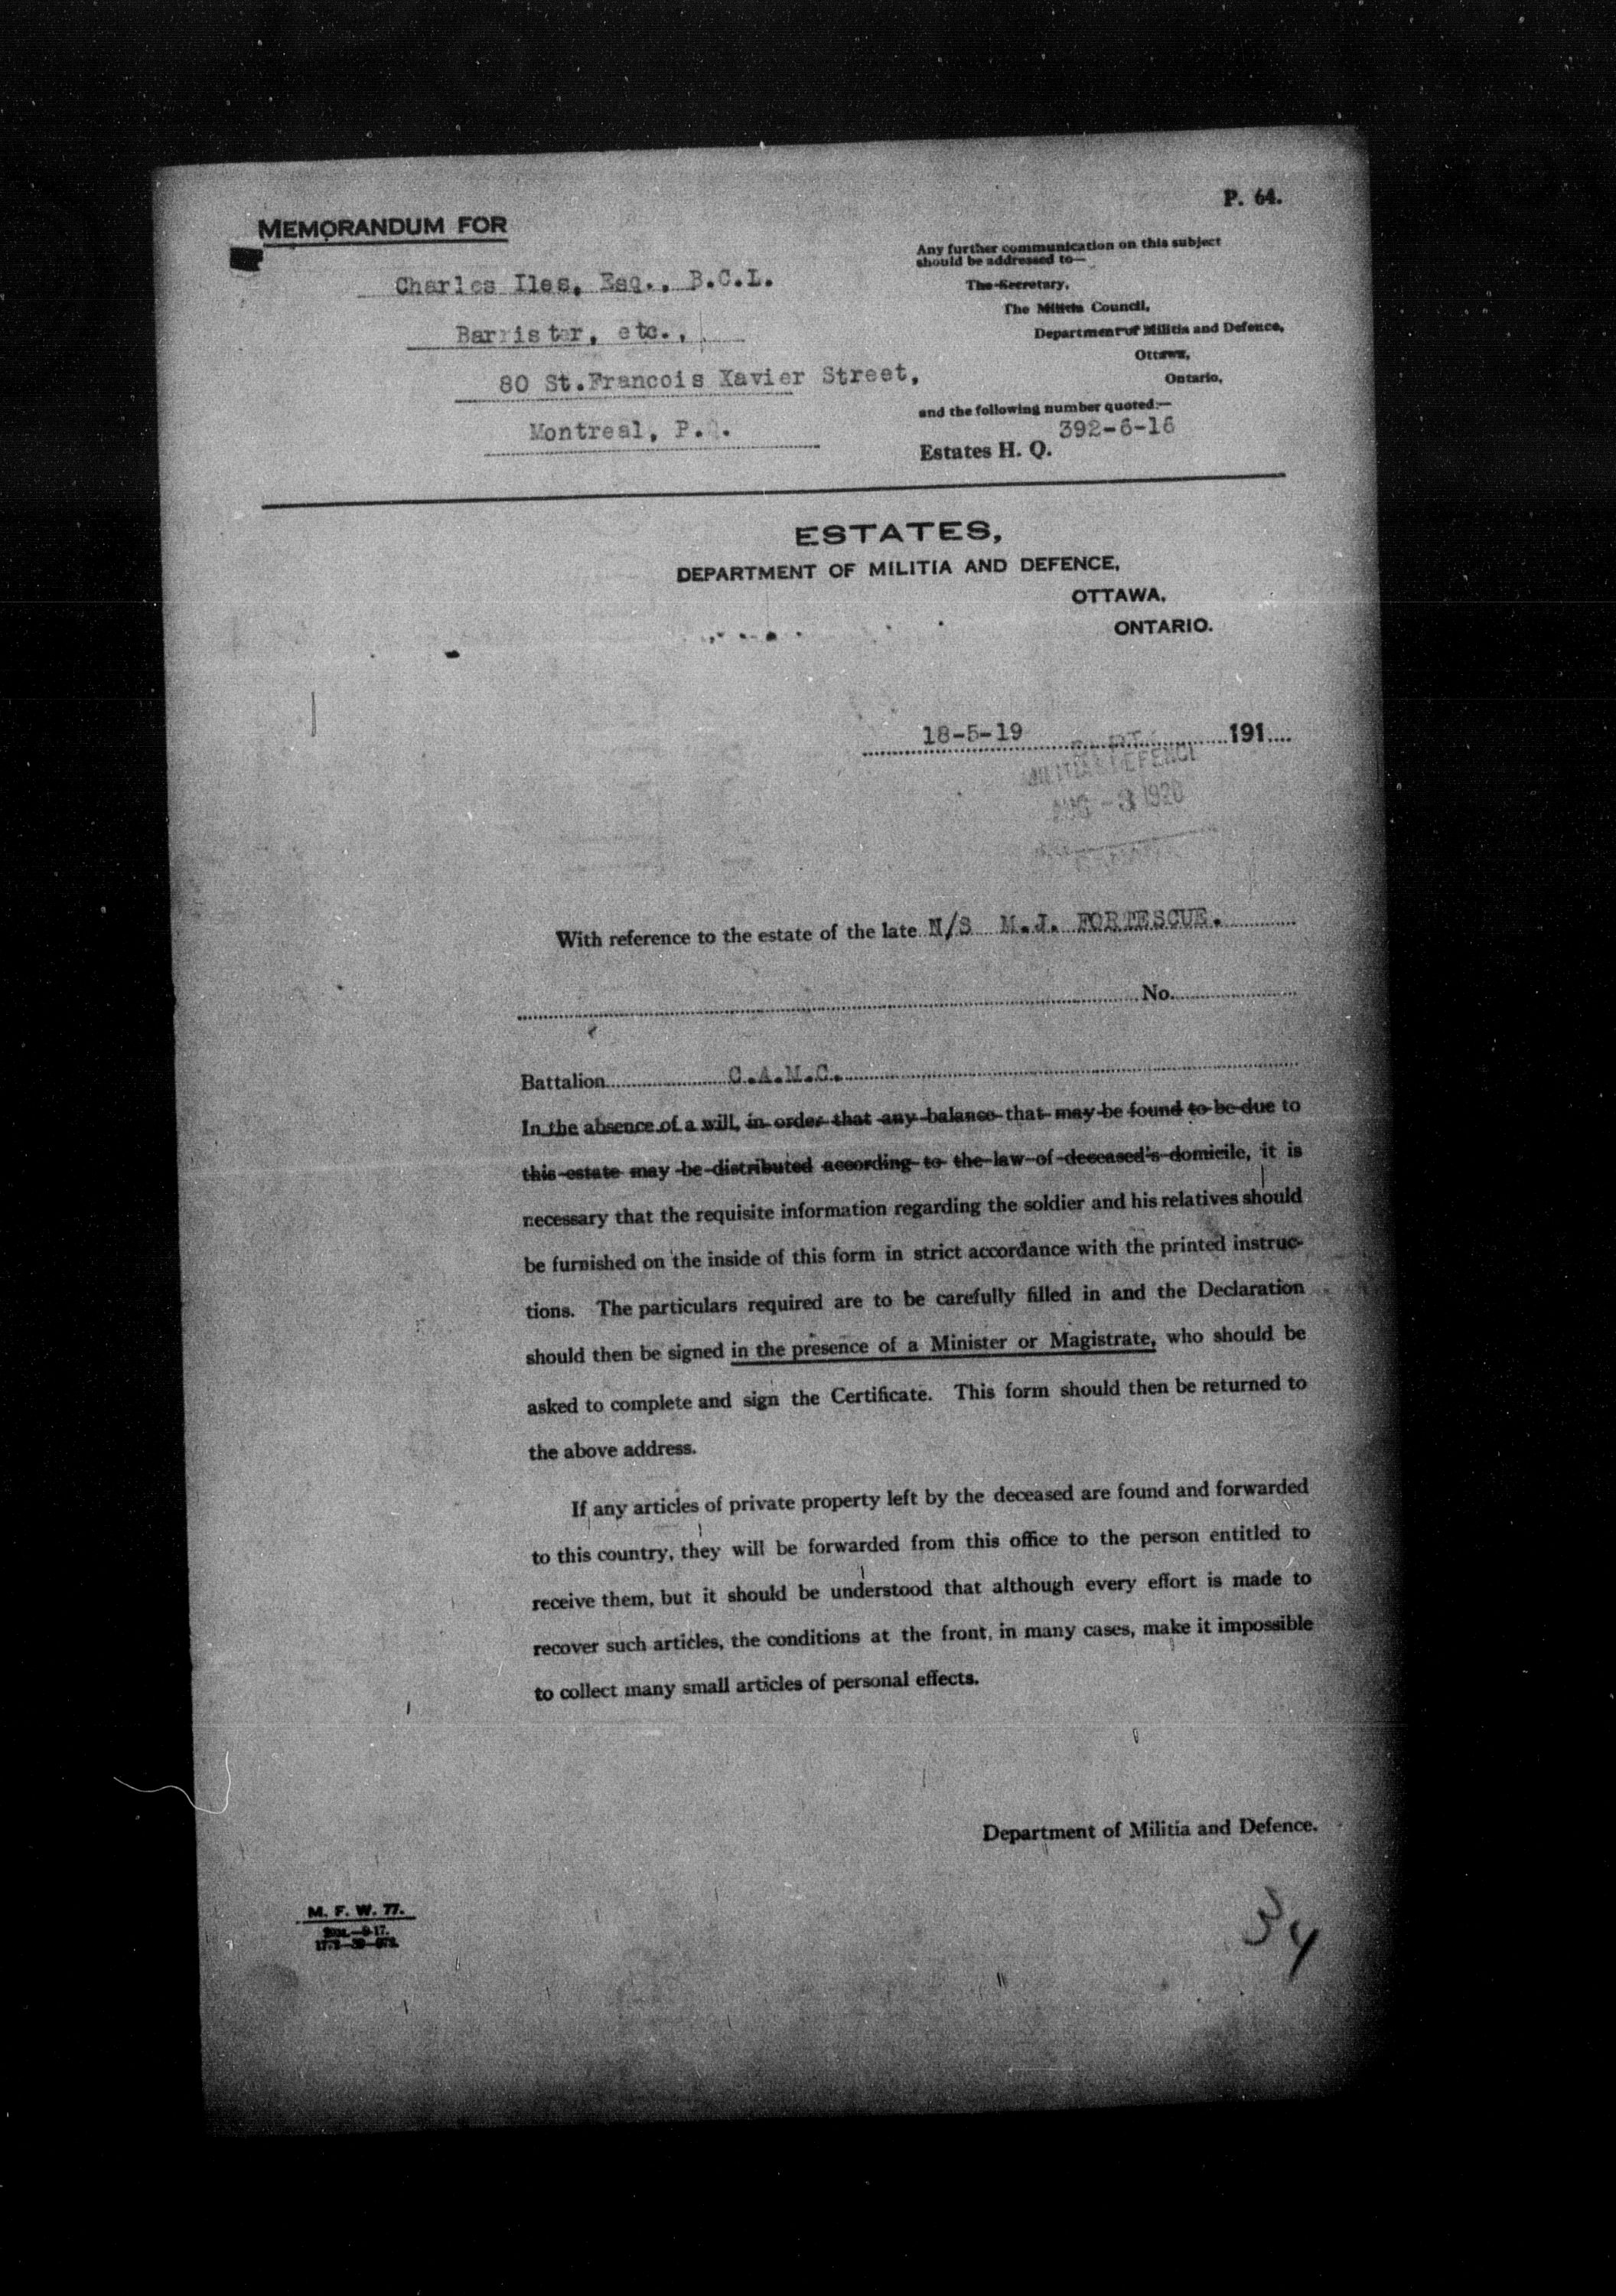 P. 64.
MEMORANDUM FOR
Any further communication on this subject
should be addressed to—
Charles Iles, Esq., B.C.L.
The Secretary,
The Militia Council,
Barrister, etc.,
Department of Militia and Defence,
Ottawa,
80 St.Francois Xavier Street,
Ontario,
and the following number quoted:—
Montreal, P.Q.
392-6-16
Estates H. Q.
ESTATES,
DEPARTMENT OF MILITIA AND DEFENCE,
OTTAWA,
ONTARIO.
18-5-19 191
MILITIA & DEFENCE
AUG - 3 1920
With reference to the estate of the late N/S M.J. FORTESCUE.
No.
Battalion C.A.M.C.
In the absence of a will, in order that any balance that may be found to be due to
this estate may be distributed according to the law of deceased's domicile, it is
necessary that the requisite information regarding the soldier and his relatives should
be furnished on the inside of this form in strict accordance with the printed instruc-
tions. The particulars required are to be carefully filled in and the Declaration
should then be signed in the presence of a Minister or Magistrate, who should be
asked to complete and sign the Certificate. This form should then be returned to
the above address.
If any articles of private property left by the deceased are found and forwarded
to this country, they will be forwarded from this office to the person entitled to
receive them, but it should be understood that although every effort is made to
recover such articles, the conditions at the front, in many cases, make it impossible
to collect many small articles of personal effects.
Department of Militia and Defence.
M. F. W. 77.
34